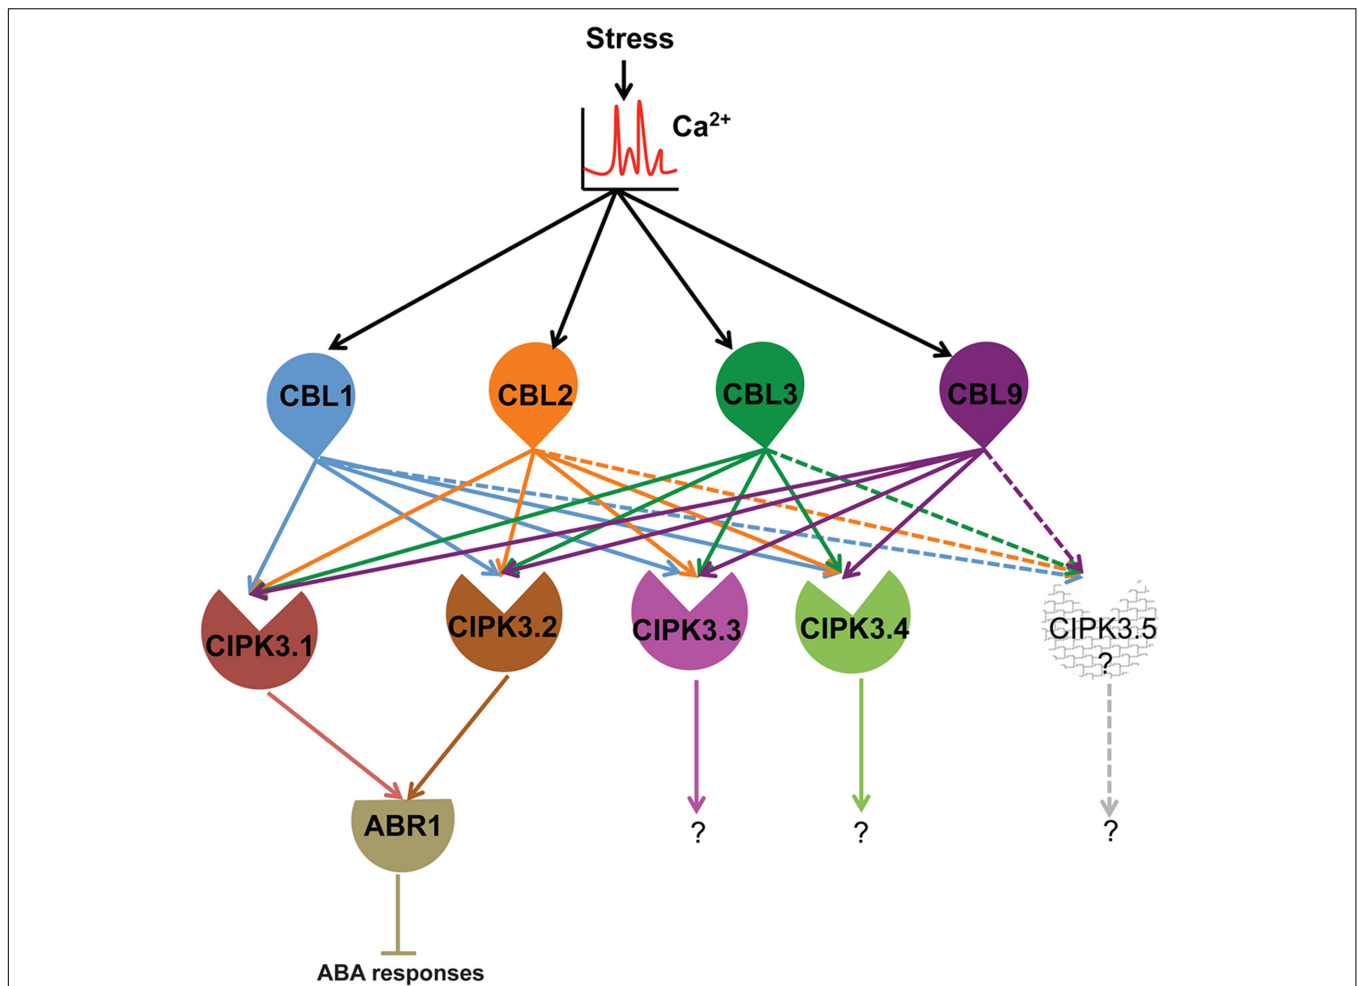 Stress
Ca²⁺
CBL1
CBL2
CBL3
CBL9
CIPK3.1
CIPK3.2
CIPK3.3
CIPK3.4
CIPK3.5
?
ABR1
?
?
?
ABA responses